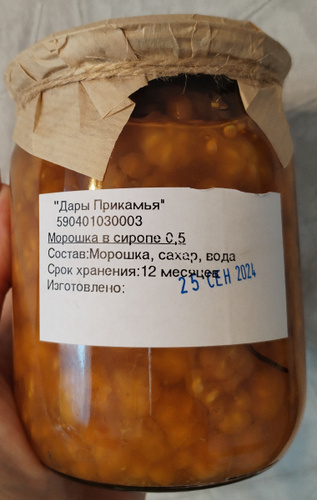 "Дары Прикамья"
590401030003
Морошка в сиропе 0,5
Состав:Морошка, сахар, вода
Срок хранения:12 месяцев
Изготовлено: 25 СЕН 2024